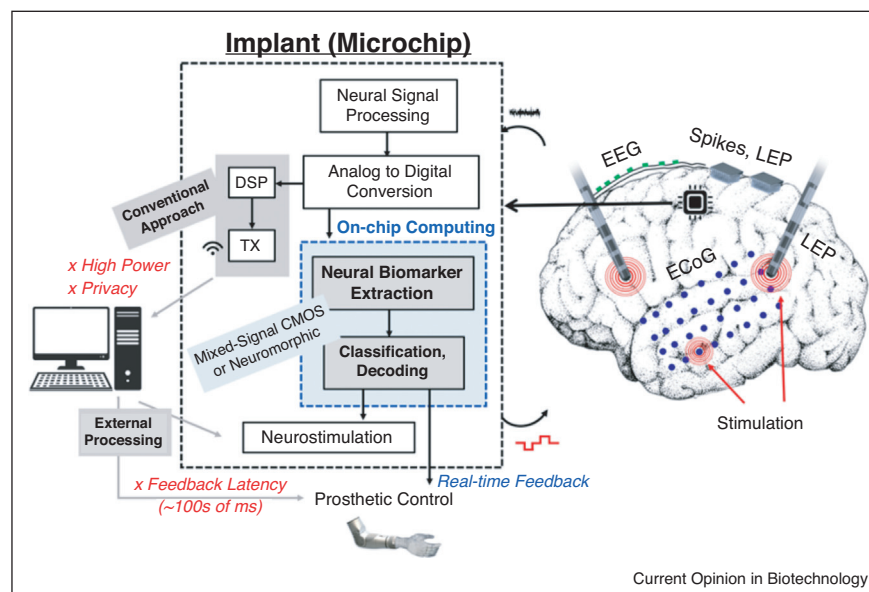 Implant (Microchip)
Neural Signal
Processing
Analog to Digital
Conversion
DSP
TX
Conventional
Approach
On-chip Computing
Neural Biomarker
Extraction
Classification,
Decoding
Mixed-Signal CMOS
or Neuromorphic
x High Power
x Privacy
External
Processing
Neurostimulation
x Feedback Latency
(~100s of ms)
Prosthetic Control
Real-time Feedback
EEG
Spikes, LEP
ECoG
LEP
Stimulation
Current Opinion in Biotechnology